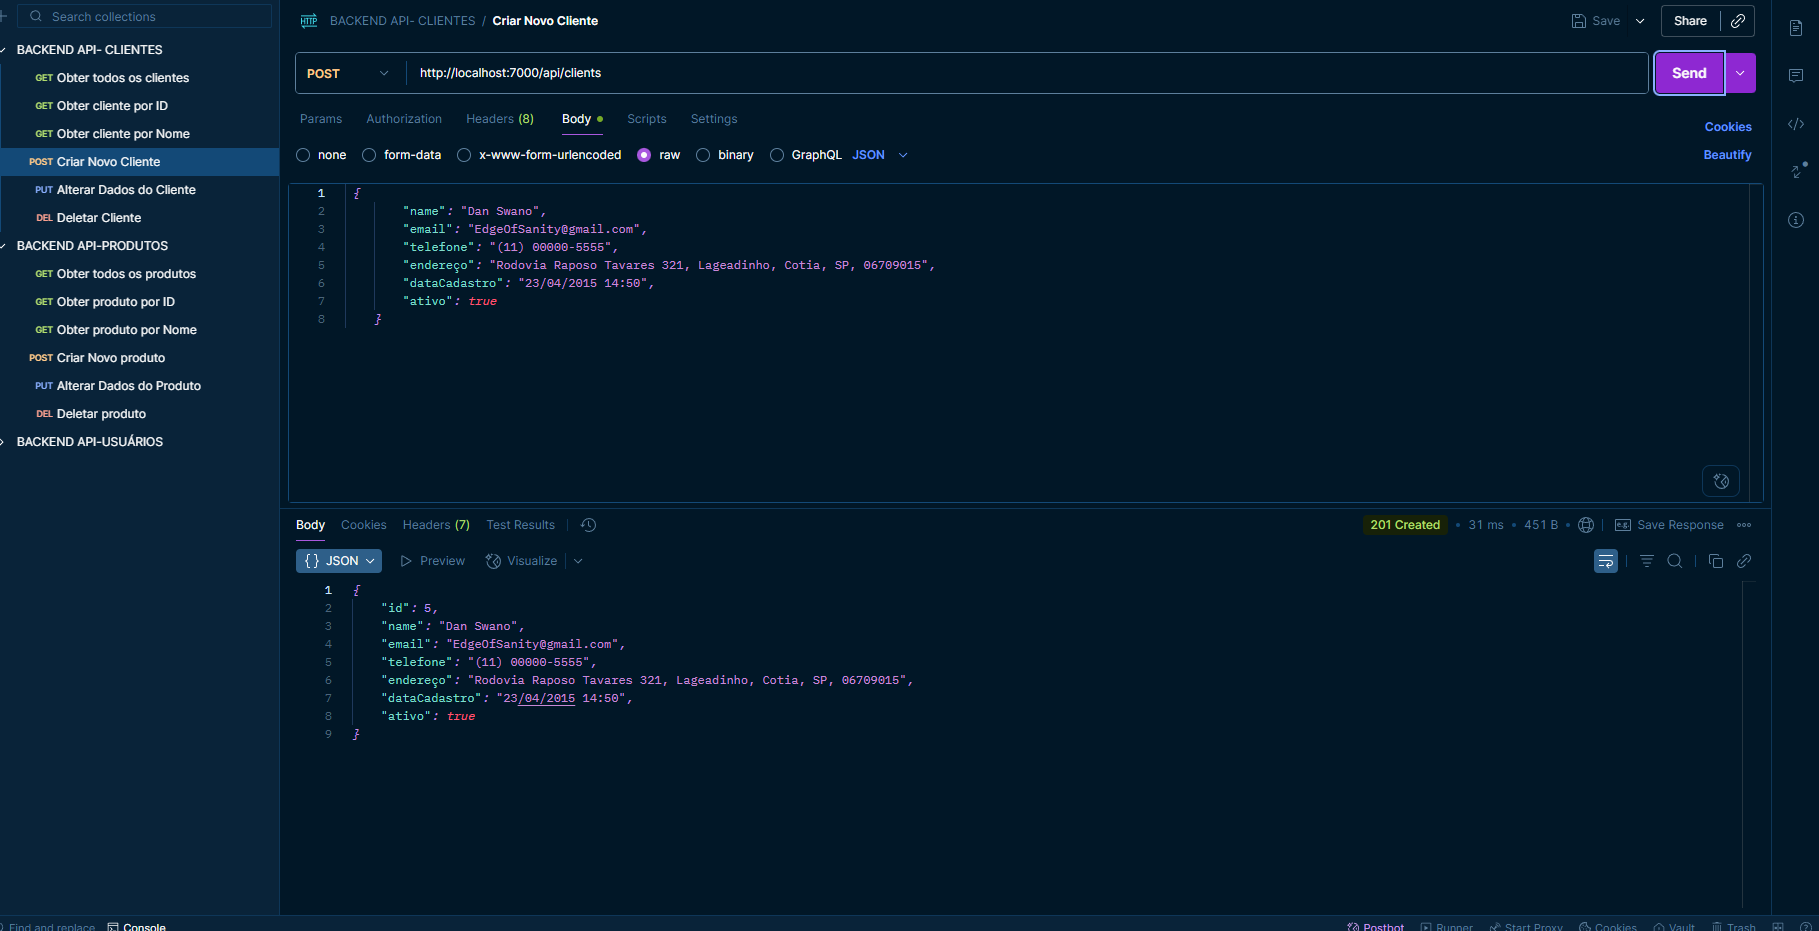 Search collections
BACKEND API- CLIENTES
GET Obter todos os clientes
GET Obter cliente por ID
GET Obter cliente por Nome
POST Criar Novo Cliente
PUT Alterar Dados do Cliente
DEL Deletar Cliente
BACKEND API-PRODUTOS
GET Obter todos os produtos
GET Obter produto por ID
GET Obter produto por Nome
POST Criar Novo produto
PUT Alterar Dados do Produto
DEL Deletar produto
BACKEND API-USUÁRIOS
HTTP BACKEND API- CLIENTES / Criar Novo Cliente
Save Share
POST http://localhost:7000/api/clients Send
Params Authorization Headers (8) Body Scripts Settings Cookies
none form-data x-www-form-urlencoded raw binary GraphQL JSON Beautify
1 {
2 "name": "Dan Swano",
3 "email": "EdgeOfSanity@gmail.com",
4 "telefone": "(11) 00000-5555",
5 "endereço": "Rodovia Raposo Tavares 321, Lageadinho, Cotia, SP, 06709015",
6 "dataCadastro": "23/04/2015 14:50",
7 "ativo": true
8 }
Body Cookies Headers (7) Test Results 201 Created • 31 ms • 451 B • e.g. Save Response
{} JSON Preview Visualize
1 {
2 "id": 5,
3 "name": "Dan Swano",
4 "email": "EdgeOfSanity@gmail.com",
5 "telefone": "(11) 00000-5555",
6 "endereço": "Rodovia Raposo Tavares 321, Lageadinho, Cotia, SP, 06709015",
7 "dataCadastro": "23/04/2015 14:50",
8 "ativo": true
9 }
Find and replace Console Postbot Runner Start Proxy Cookies Vault Trash